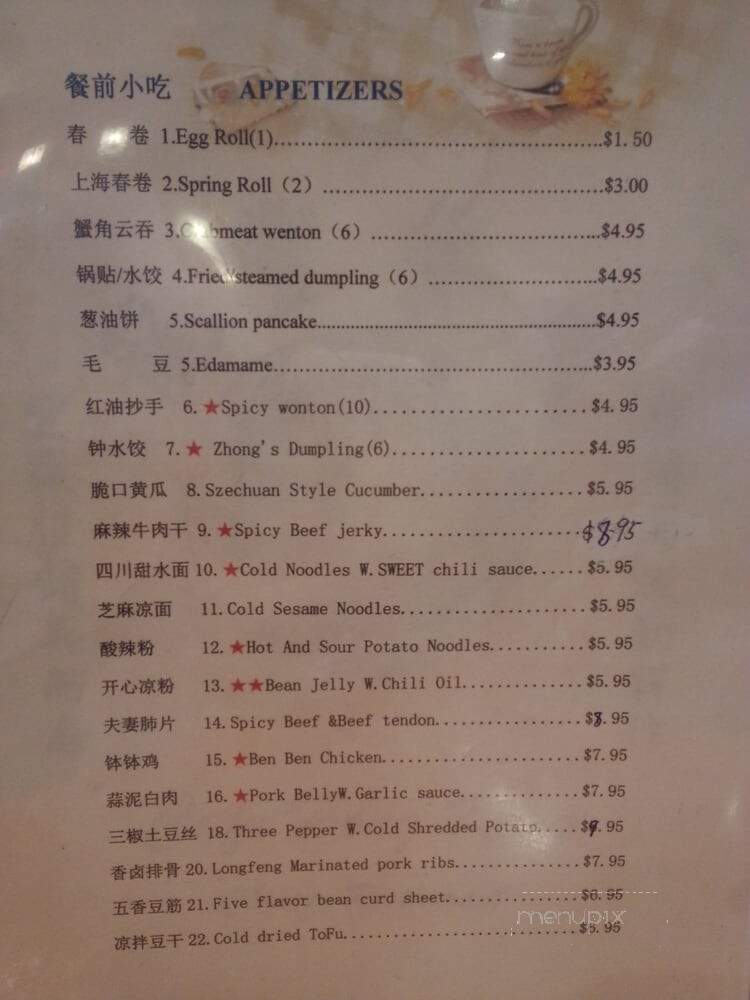 餐前小吃 APPETIZERS
春 卷 1.Egg Roll(1)..........$1.50
上海春卷 2.Spring Roll（2）..........$3.00
蟹角云吞 3. meat wenton（6）..........$4.95
锅贴/水饺 4.Fried/steamed dumpling（6）..........$4.95
葱油饼 5.Scallion pancake..........$4.95
毛 豆 5.Edamame..........$3.95
红油抄手 6. ★Spicy wonton(10)..........$4.95
钟水饺 7. ★ Zhong's Dumpling(6)..........$4.95
脆口黄瓜 8. Szechuan Style Cucumber..........$5.95
麻辣牛肉干 9. ★Spicy Beef jerky..........$8.95
四川甜水面 10. ★Cold Noodles W. SWEET chili sauce......$5.95
芝麻凉面 11. Cold Sesame Noodles..........$5.95
酸辣粉 12. ★Hot And Sour Potato Noodles..........$5.95
开心凉粉 13. ★★Bean Jelly W. Chili Oil..........$5.95
夫妻肺片 14. Spicy Beef &Beef tendon..........$8.95
钵钵鸡 15. ★Ben Ben Chicken..........$7.95
蒜泥白肉 16. ★Pork BellyW. Garlic sauce..........$7.95
三椒土豆丝 18. Three Pepper W. Cold Shredded Potato.....$9.95
香卤排骨 20. Longfeng Marinated pork ribs..........$7.95
五香豆筋 21. Five flavor bean curd sheet..........$6.95
凉拌豆干 22. Cold dried ToFu..........$5.95
menupix